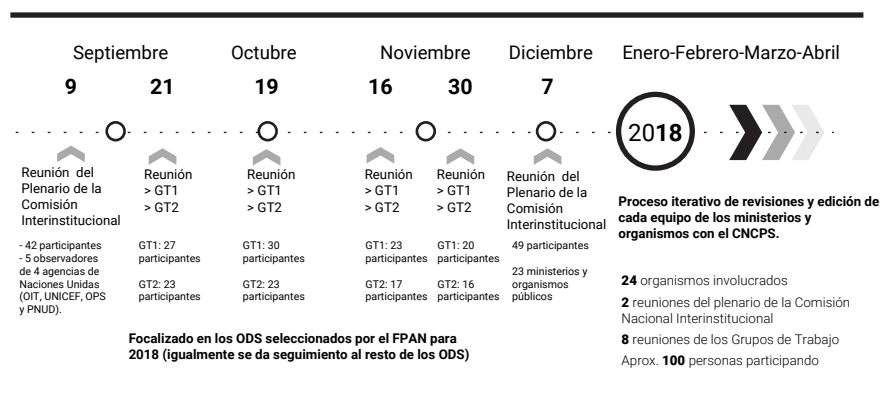 Septiembre
Octubre
Noviembre
Diciembre
Enero-Febrero-Marzo-Abril
9
21
19
16
30
7
2018
Reunión del
Plenario de la
Comisión
Interinstitucional
- 42 participantes
- 5 observadores
de 4 agencias de
Naciones Unidas
(OIT, UNICEF, OPS
y PNUD).
Reunión
> GT1
> GT2
GT1: 27
participantes
GT2: 23
participantes
Reunión
> GT1
> GT2
GT1: 30
participantes
GT2: 23
participantes
Reunión
> GT1
> GT2
GT1: 23
participantes
GT2: 17
participantes
Reunión
> GT1
> GT2
GT1: 20
participantes
GT2: 16
participantes
Reunión del
Plenario de la
Comisión
Interinstitucional
49 participantes
23 ministerios y
organismos
públicos
Focalizado en los ODS seleccionados por el FPAN para
2018 (igualmente se da seguimiento al resto de los ODS)
Proceso iterativo de revisiones y edición de
cada equipo de los ministerios y
organismos con el CNCPS.
24 organismos involucrados
2 reuniones del plenario de la Comisión
Nacional Interinstitucional
8 reuniones de los Grupos de Trabajo
Aprox. 100 personas participando